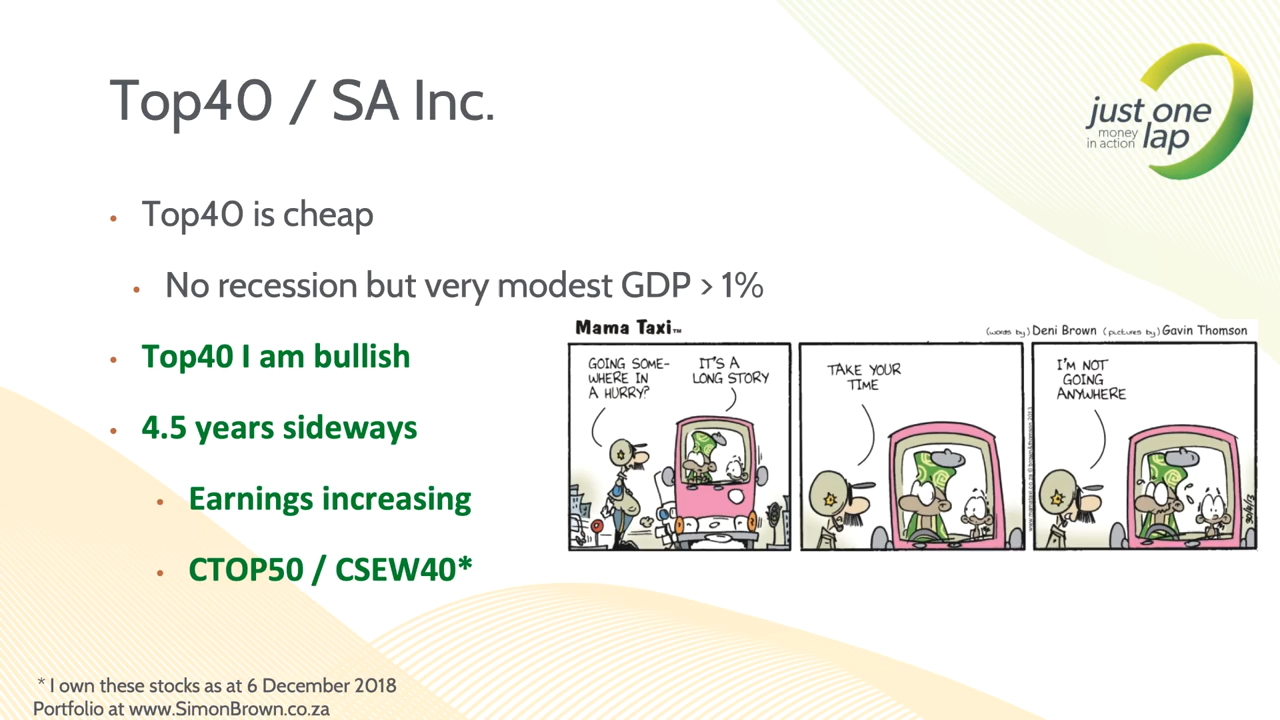 Top40 / SA Inc.
just one
money
in action lap
• Top40 is cheap
• No recession but very modest GDP > 1%
• Top40 I am bullish
• 4.5 years sideways
• Earnings increasing
• CTOP50 / CSEW40*
Mama Taxi™
(words by) Deni Brown (pictures by) Gavin Thomson
GOING SOME-
WHERE IN
A HURRY?
IT'S A
LONG STORY
TAKE YOUR
TIME
I'M NOT
GOING
ANYWHERE
30/4/13
* I own these stocks as at 6 December 2018
Portfolio at www.SimonBrown.co.za